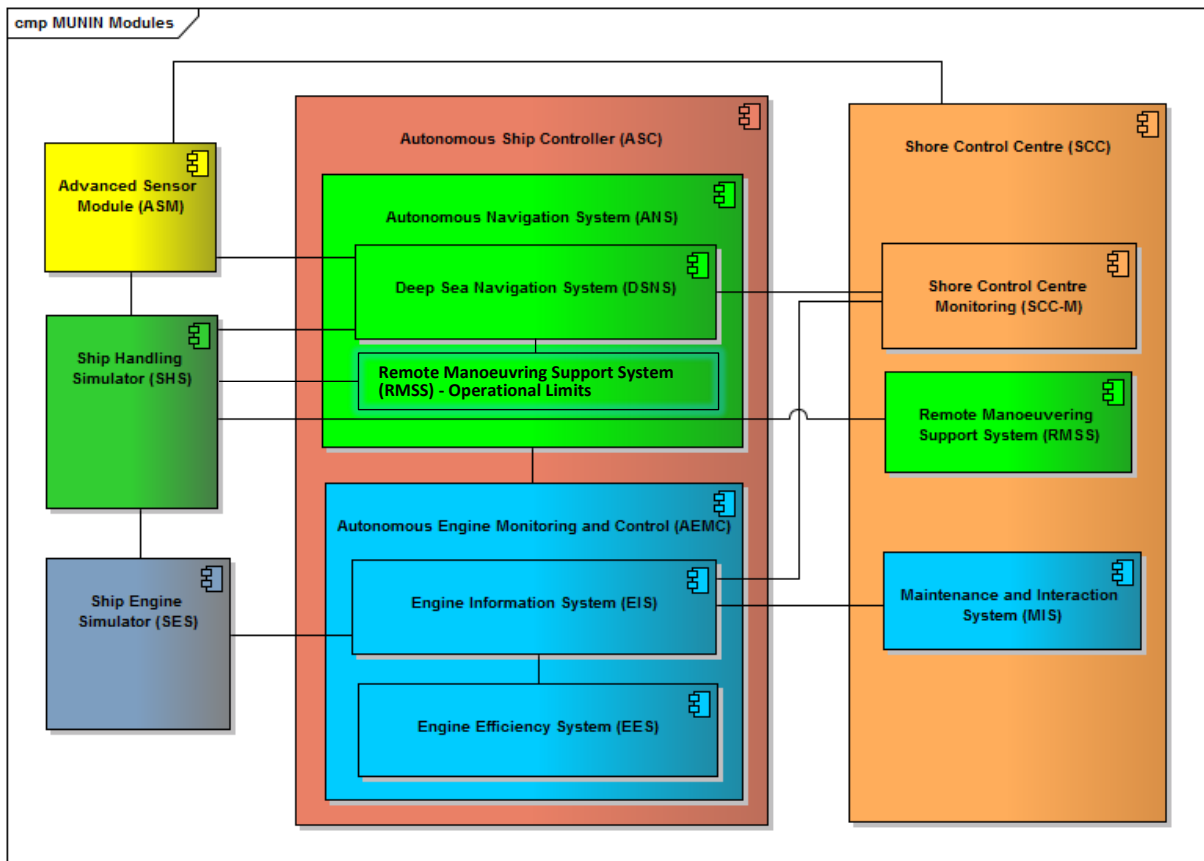 cmp MUNIN Modules
Autonomous Ship Controller (ASC)
Shore Control Centre (SCC)
Advanced Sensor
Module (ASM)
Autonomous Navigation System (ANS)
Deep Sea Navigation System (DSNS)
Shore Control Centre
Monitoring (SCC-M)
Ship Handling
Simulator (SHS)
Remote Manoeuvring Support System
(RMSS) - Operational Limits
Remote Manoeuvering
Support System (RMSS)
Autonomous Engine Monitoring and Control (AEMC)
Ship Engine
Simulator (SES)
Engine Information System (EIS)
Maintenance and Interaction
System (MIS)
Engine Efficiency System (EES)